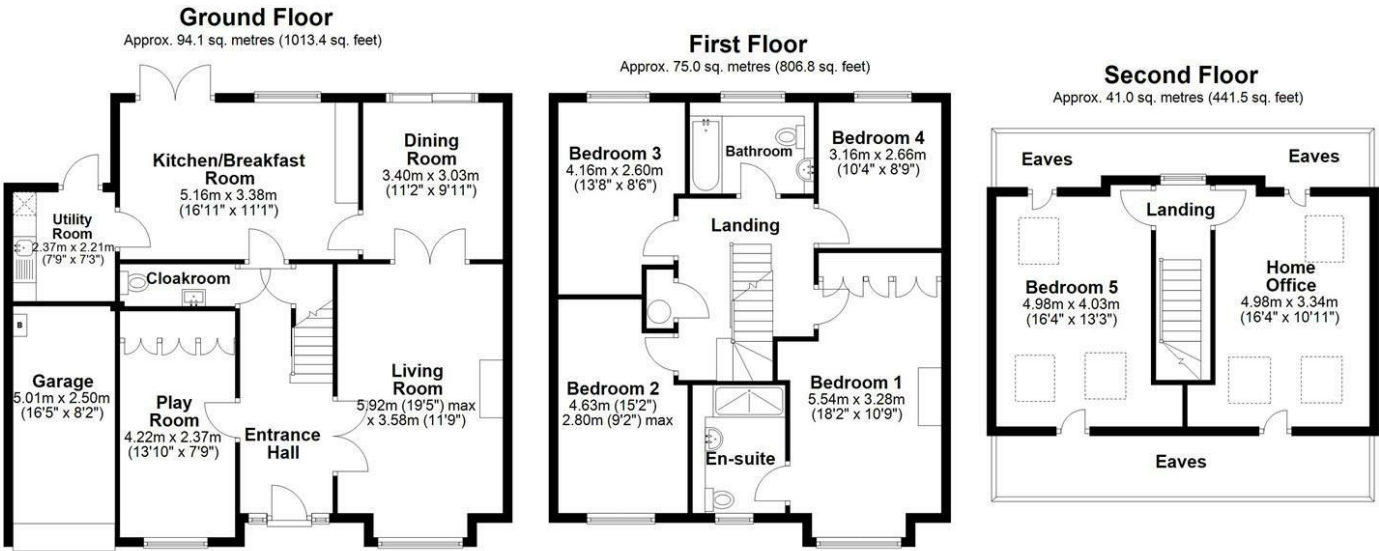 Ground Floor
Approx. 94.1 sq. metres (1013.4 sq. feet)
Kitchen/Breakfast
Room
5.16m x 3.38m
(16'11" x 11'1")
Dining
Room
3.40m x 3.03m
(11'2" x 9'11")
Utility
Room
2.37m x 2.21m
(7'9" x 7'3")
Cloakroom
B
Garage
5.01m x 2.50m
(16'5" x 8'2")
Play
Room
4.22m x 2.37m
(13'10" x 7'9")
Entrance
Hall
Living
Room
5.92m (19'5") max
x 3.58m (11'9")
First Floor
Approx. 75.0 sq. metres (806.8 sq. feet)
Bedroom 3
4.16m x 2.60m
(13'8" x 8'6")
Bathroom
Bedroom 4
3.16m x 2.66m
(10'4" x 8'9")
Landing
Bedroom 2
4.63m (15'2")
2.80m (9'2") max
En-suite
Bedroom 1
5.54m x 3.28m
(18'2" x 10'9")
Second Floor
Approx. 41.0 sq. metres (441.5 sq. feet)
Eaves
Eaves
Landing
Bedroom 5
4.98m x 4.03m
(16'4" x 13'3")
Home
Office
4.98m x 3.34m
(16'4" x 10'11")
Eaves